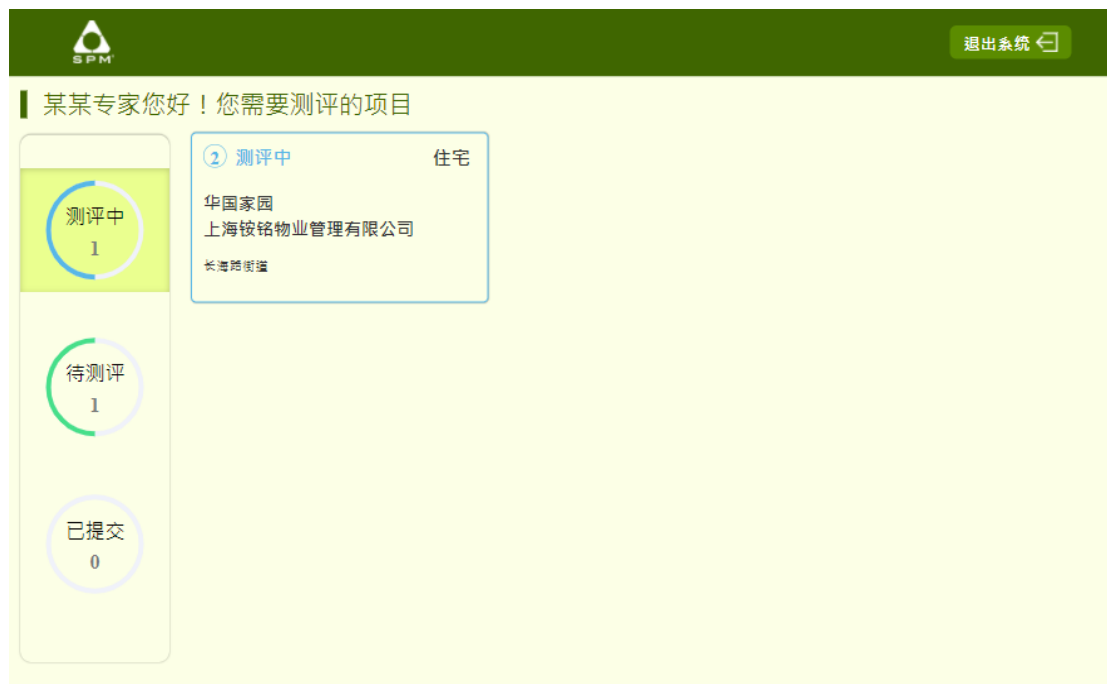 SPM
退出系统
某某专家您好！您需要测评的项目
测评中
1
待测评
1
已提交
0
② 测评中 住宅
华国家园
上海铵铭物业管理有限公司
长海路街道